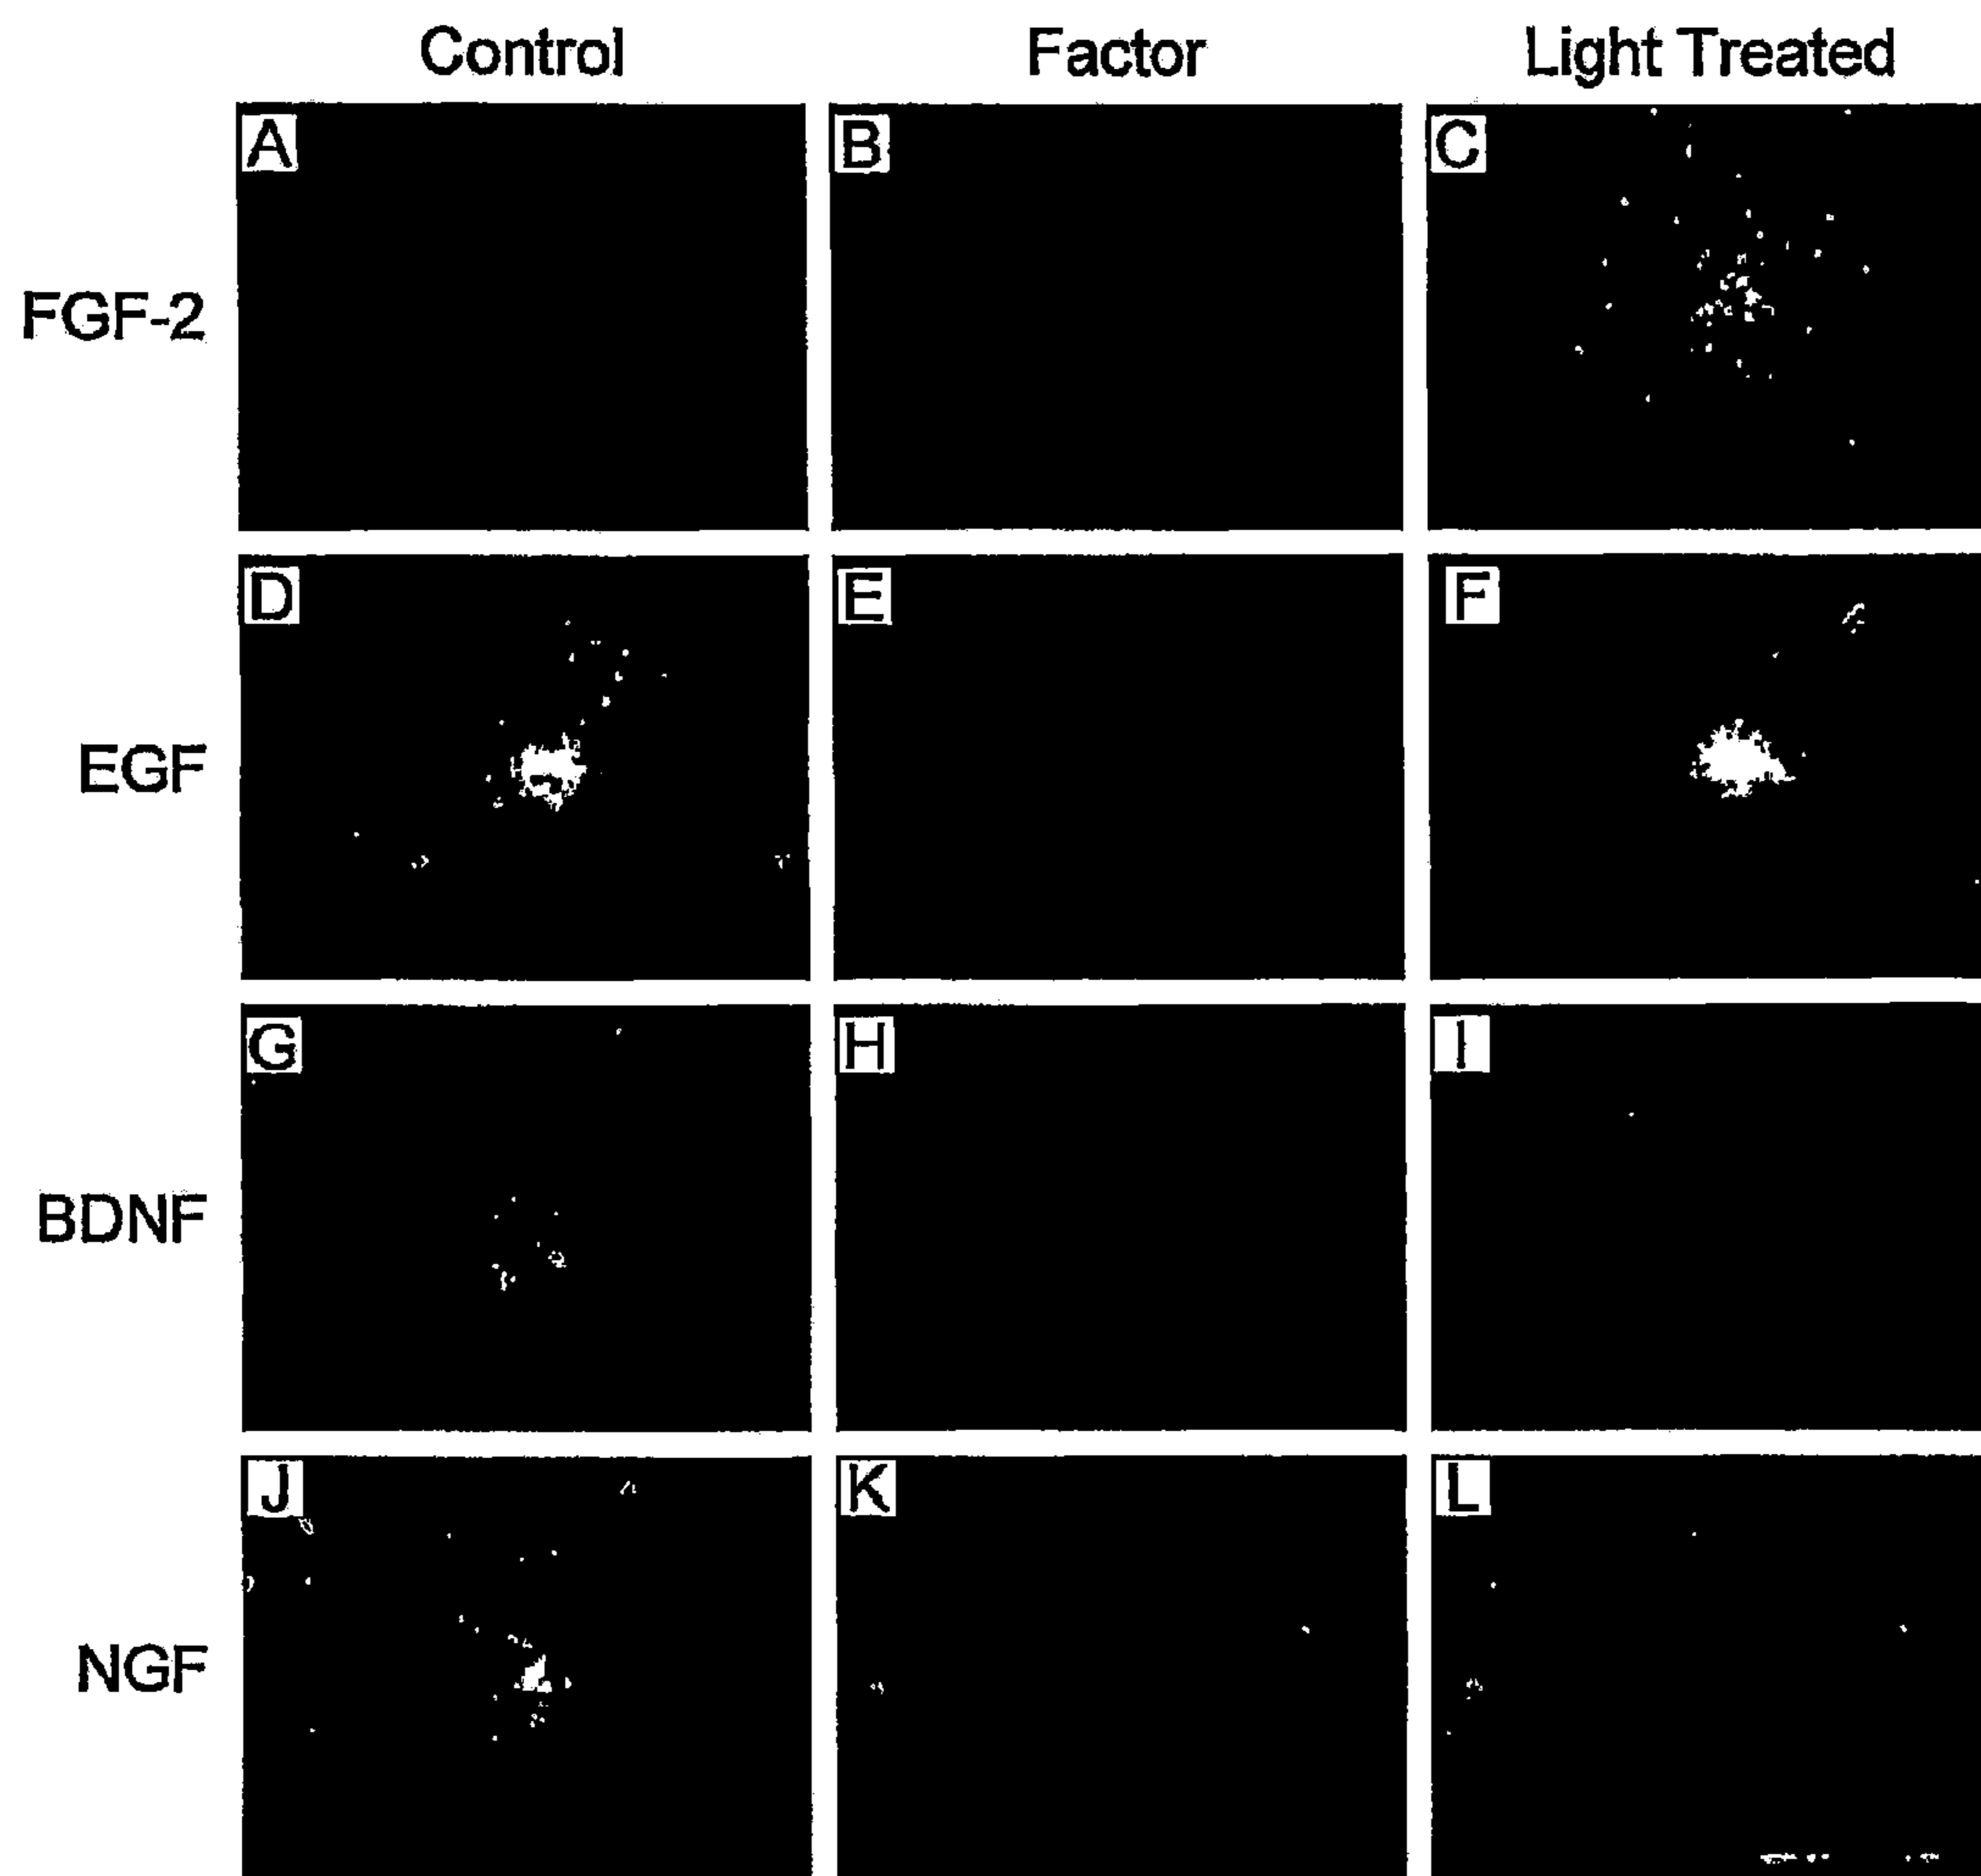 Control Factor Light Treated
FGF-2 A B C
EGF D E F
BDNF G H I
NGF J K L